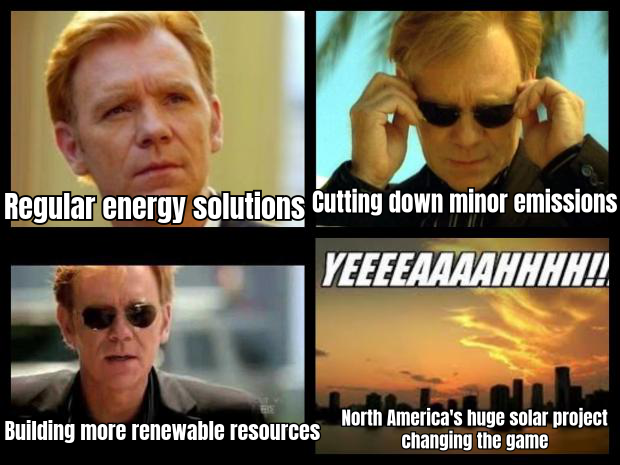 Regular energy solutions
Cutting down minor emissions
Building more renewable resources
YEEEEAAAAHHHH!!!
North America's huge solar project
changing the game